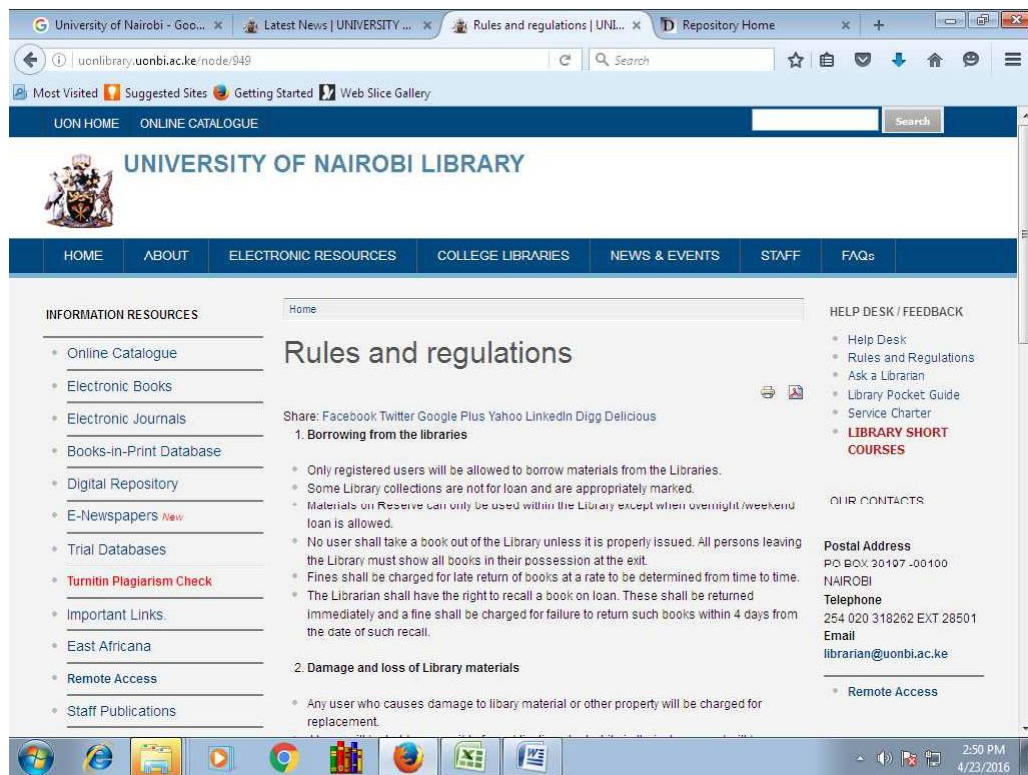 University of Nairobi - Goo...
Latest News | UNIVERSITY ...
Rules and regulations | UNI...
Repository Home
uonlibrary.uonbi.ac.ke/node/949
Search
Most Visited
Suggested Sites
Getting Started
Web Slice Gallery
UON HOME
ONLINE CATALOGUE
Search
UNIVERSITY OF NAIROBI LIBRARY
HOME
ABOUT
ELECTRONIC RESOURCES
COLLEGE LIBRARIES
NEWS & EVENTS
STAFF
FAQs
INFORMATION RESOURCES
Online Catalogue
Electronic Books
Electronic Journals
Books-in-Print Database
Digital Repository
E-Newspapers New
Trial Databases
Turnitin Plagiarism Check
Important Links.
East Africana
Remote Access
Staff Publications
Home
Rules and regulations
Share: Facebook Twitter Google Plus Yahoo LinkedIn Digg Delicious
1. Borrowing from the libraries
Only registered users will be allowed to borrow materials from the Libraries.
Some Library collections are not for loan and are appropriately marked.
Materials on Reserve can only be used within the Library except when overnight /weekend
loan is allowed.
No user shall take a book out of the Library unless it is properly issued. All persons leaving
the Library must show all books in their possession at the exit.
Fines shall be charged for late return of books at a rate to be determined from time to time.
The Librarian shall have the right to recall a book on loan. These shall be returned
immediately and a fine shall be charged for failure to return such books within 4 days from
the date of such recall.
2. Damage and loss of Library materials
Any user who causes damage to libary material or other property will be charged for
replacement.
HELP DESK / FEEDBACK
Help Desk
Rules and Regulations
Ask a Librarian
Library Pocket Guide
Service Charter
LIBRARY SHORT
COURSES
OUR CONTACTS
Postal Address
PO BOX 30197 -00100
NAIROBI
Telephone
254 020 318262 EXT 28501
Email
librarian@uonbi.ac.ke
Remote Access
2:50 PM
4/23/2016